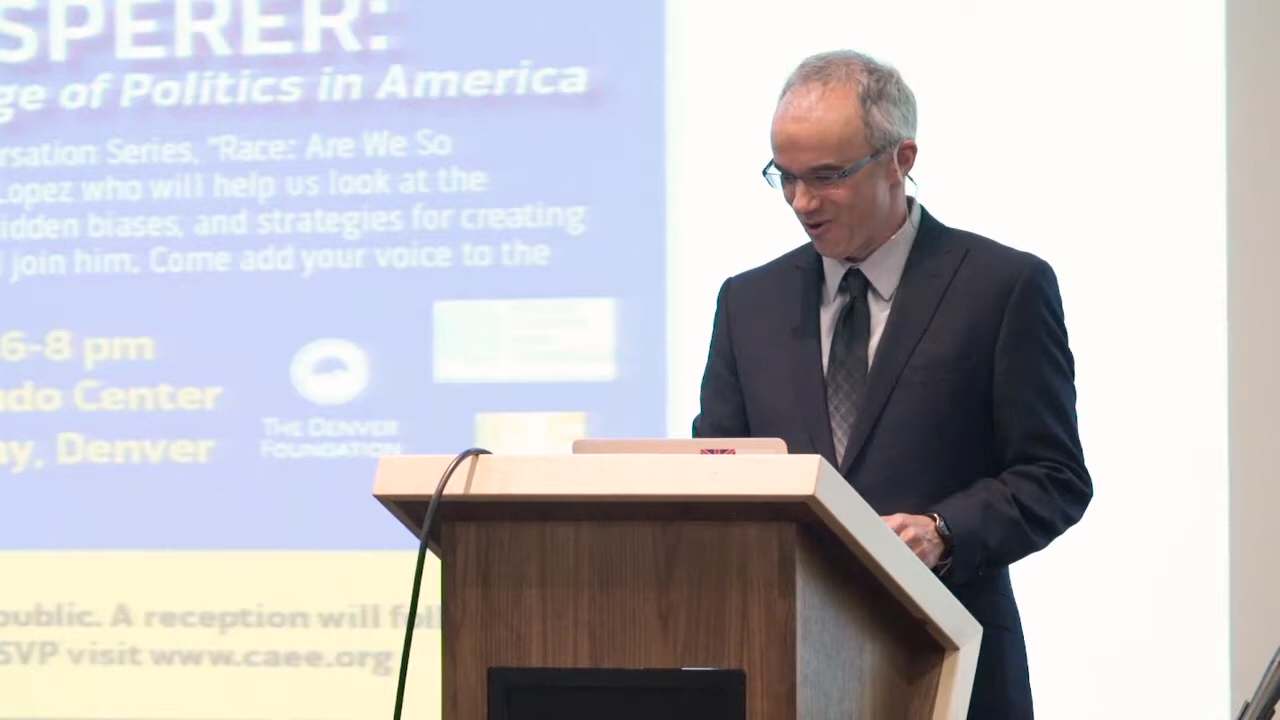 SPERER:
ge of Politics in America
rsation Series, "Race: Are We So
Lopez who will help us look at the
idden biases, and strategies for creating
join him. Come add your voice to the
6-8 pm
ado Center
ay, Denver
THE DENVER
FOUNDATION
public. A reception will foll
SVP visit www.caee.org